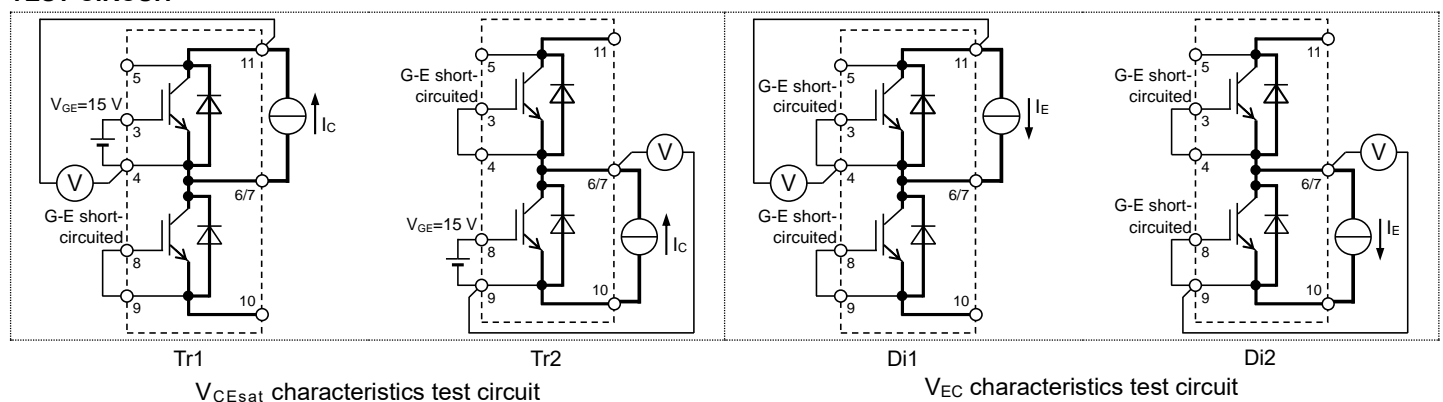 11
5
V_GE=15 V
3
I_C
V
4
6/7
G-E short-
circuited
8
9
10
Tr1
11
5
G-E short-
circuited
3
4
V
6/7
V_GE=15 V
8
I_C
9
10
Tr2
11
5
G-E short-
circuited
3
I_E
V
4
6/7
G-E short-
circuited
8
9
10
Di1
11
5
G-E short-
circuited
3
4
V
6/7
G-E short-
circuited
8
I_E
9
10
Di2
V_CEsat characteristics test circuit
V_EC characteristics test circuit